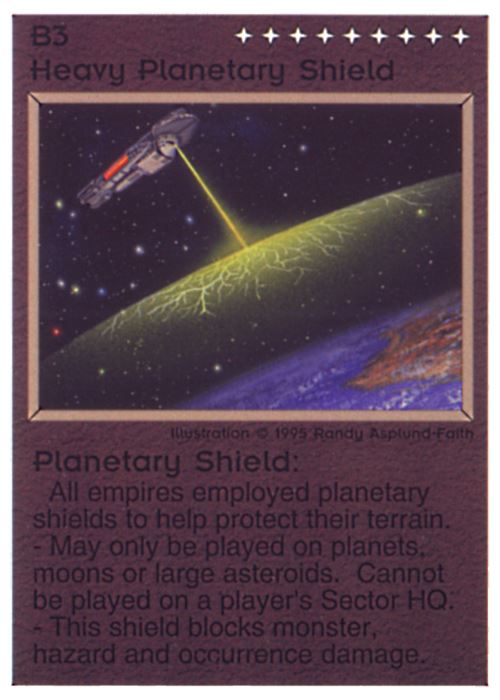 B3
Heavy Planetary Shield
Illustration © 1995 Randy Asplund-Faith
Planetary Shield:
All empires employed planetary
shields to help protect their terrain.
- May only be played on planets,
moons or large asteroids. Cannot
be played on a player's Sector HQ.
- This shield blocks monster,
hazard and occurrence damage.